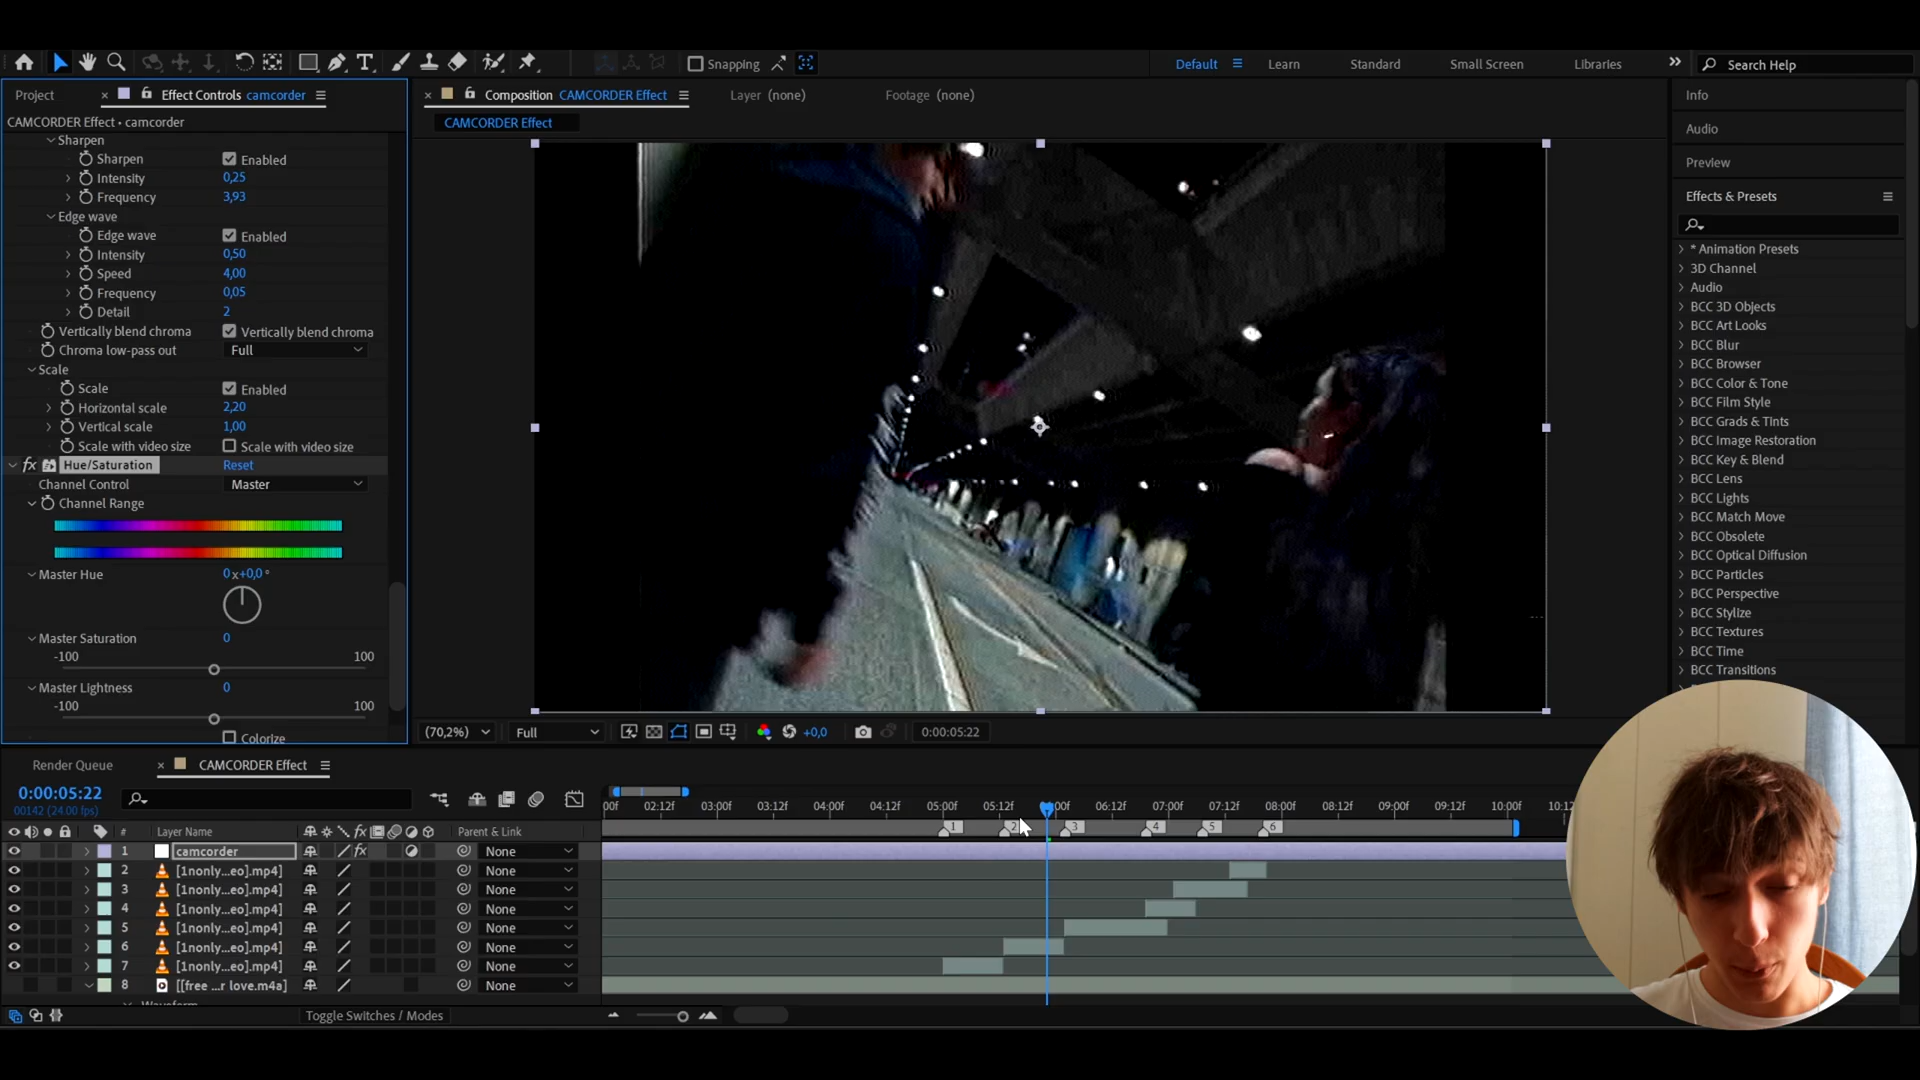 Snapping
Default
Learn
Standard
Small Screen
Libraries
Search Help
Project
Effect Controls camcorder
CAMCORDER Effect • camcorder
Sharpen
Sharpen Enabled
Intensity 0,25
Frequency 3,93
Edge wave
Edge wave Enabled
Intensity 0,50
Speed 4,00
Frequency 0,05
Detail 2
Vertically blend chroma Vertically blend chroma
Chroma low-pass out Full
Scale
Scale Enabled
Horizontal scale 2,20
Vertical scale 1,00
Scale with video size Scale with video size
fx Hue/Saturation Reset
Channel Control Master
Channel Range
Master Hue 0x+0,0°
Master Saturation 0
-100 100
Master Lightness 0
-100 100
Colorize
Composition CAMCORDER Effect
Layer (none)
Footage (none)
CAMCORDER Effect
(70,2%)
Full
+0,0
0:00:05:22
Info
Audio
Preview
Effects & Presets
* Animation Presets
3D Channel
Audio
BCC 3D Objects
BCC Art Looks
BCC Blur
BCC Browser
BCC Color & Tone
BCC Film Style
BCC Grads & Tints
BCC Image Restoration
BCC Key & Blend
BCC Lens
BCC Lights
BCC Match Move
BCC Obsolete
BCC Optical Diffusion
BCC Particles
BCC Perspective
BCC Stylize
BCC Textures
BCC Time
BCC Transitions
Render Queue
CAMCORDER Effect
0:00:05:22
00142 (24.00 fps)
00f 02:12f 03:00f 03:12f 04:00f 04:12f 05:00f 05:12f 00f 06:12f 07:00f 07:12f 08:00f 08:12f 09:00f 09:12f 10:00f 10:12
1 2 3 4 5 6
# Layer Name fx Parent & Link
1 camcorder fx None
2 [1nonly...eo].mp4] None
3 [1nonly...eo].mp4] None
4 [1nonly...eo].mp4] None
5 [1nonly...eo].mp4] None
6 [1nonly...eo].mp4] None
7 [1nonly...eo].mp4] None
8 [[free ...r love.m4a] None
Waveform
Toggle Switches / Modes